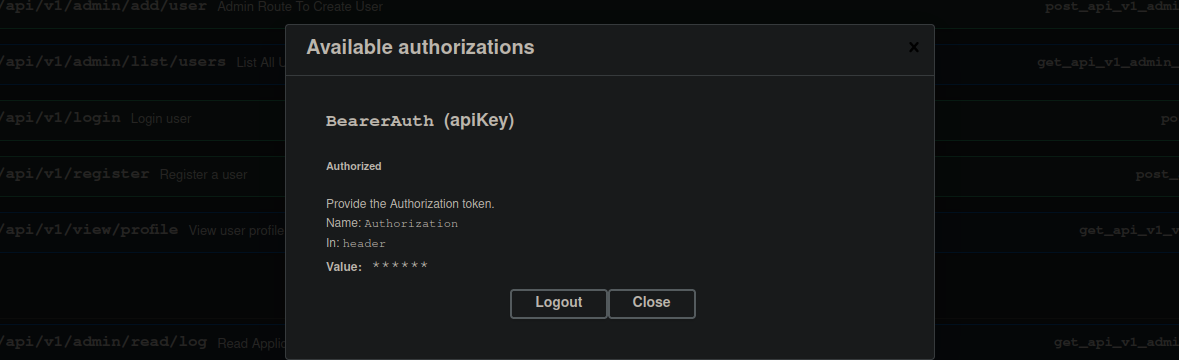 /api/v1/admin/add/user Admin Route To Create User post_api_v1_admi
Available authorizations x
/api/v1/admin/list/users List All U get_api_v1_admin_
BearerAuth (apiKey)
/api/v1/login Login user po
Authorized
/api/v1/register Register a user post_
Provide the Authorization token.
Name: Authorization
/api/v1/view/profile View user profile get_api_v1_v
In: header
Value: ******
Logout Close
/api/v1/admin/read/log Read Applic get_api_v1_admi